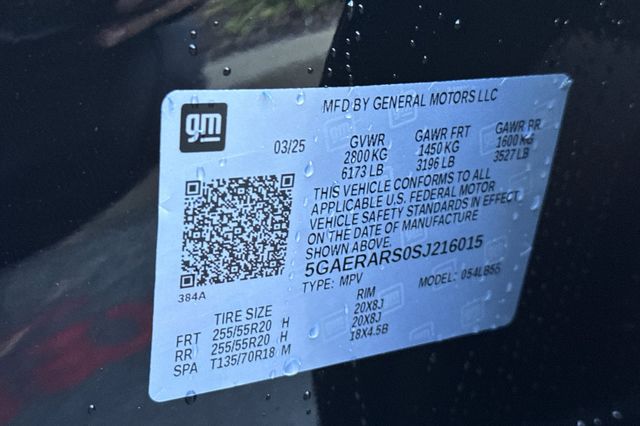 MFD BY GENERAL MOTORS LLC
gm
03/25
GVWR GAWR FRT GAWR RR
2800 KG 1450 KG 1600 KG
6173 LB 3196 LB 3527 LB
THIS VEHICLE CONFORMS TO ALL
APPLICABLE U.S. FEDERAL MOTOR
VEHICLE SAFETY STANDARDS IN EFFECT
ON THE DATE OF MANUFACTURE
SHOWN ABOVE.
5GAERARS0SJ216015
TYPE: MPV MODEL: 054LB56
384A
TIRE SIZE RIM
FRT 255/55R20 H 20X8J
RR 255/55R20 H 20X8J
SPA T135/70R18 M 18X4.5B